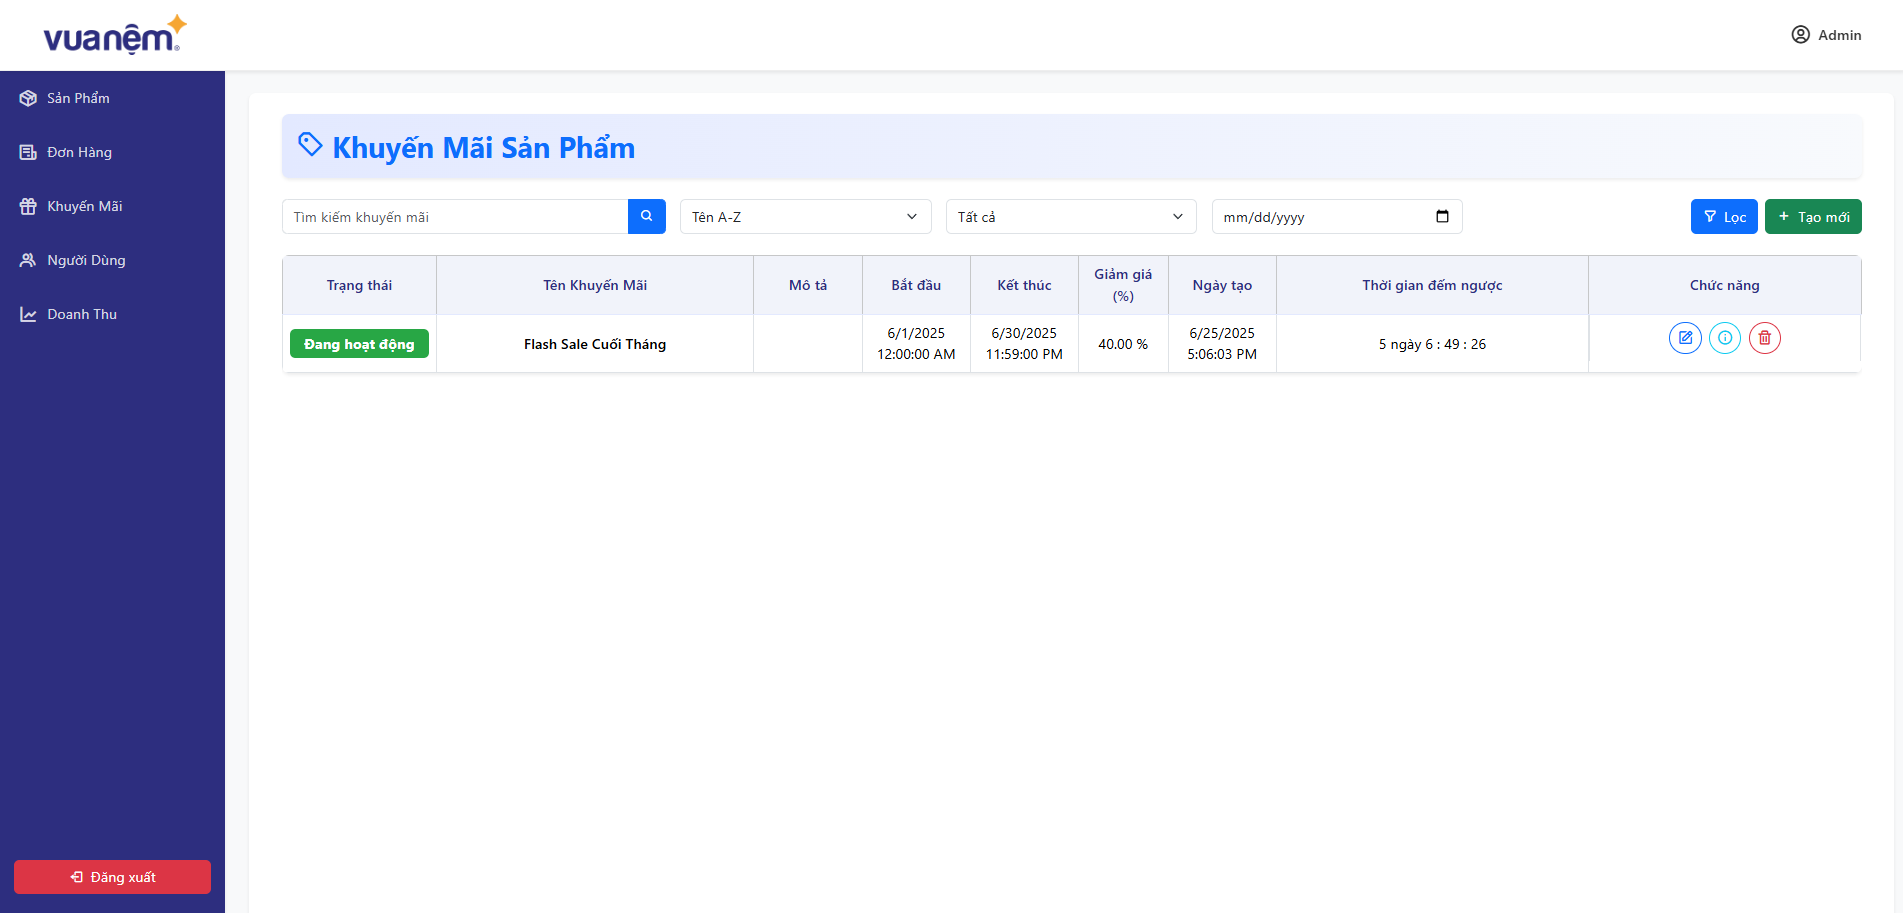 vuanệm®
Admin
Sản Phẩm
Đơn Hàng
Khuyến Mãi
Người Dùng
Doanh Thu
Đăng xuất
Khuyến Mãi Sản Phẩm
Tìm kiếm khuyến mãi
Tên A-Z
Tất cả
mm/dd/yyyy
Lọc
+ Tạo mới
Trạng thái
Tên Khuyến Mãi
Mô tả
Bắt đầu
Kết thúc
Giảm giá
(%)
Ngày tạo
Thời gian đếm ngược
Chức năng
Đang hoạt động
Flash Sale Cuối Tháng
6/1/2025
12:00:00 AM
6/30/2025
11:59:00 PM
40.00 %
6/25/2025
5:06:03 PM
5 ngày 6 : 49 : 26